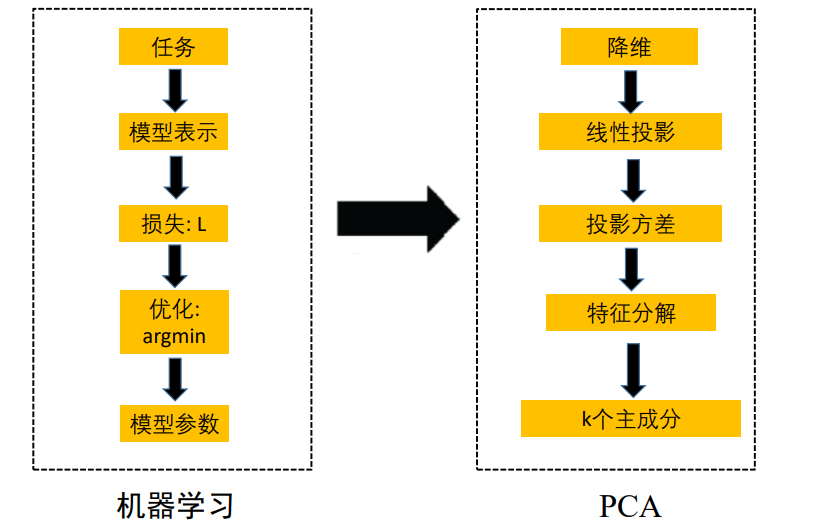 任务
模型表示
损失: L
优化:
argmin
模型参数
机器学习
降维
线性投影
投影方差
特征分解
k个主成分
PCA